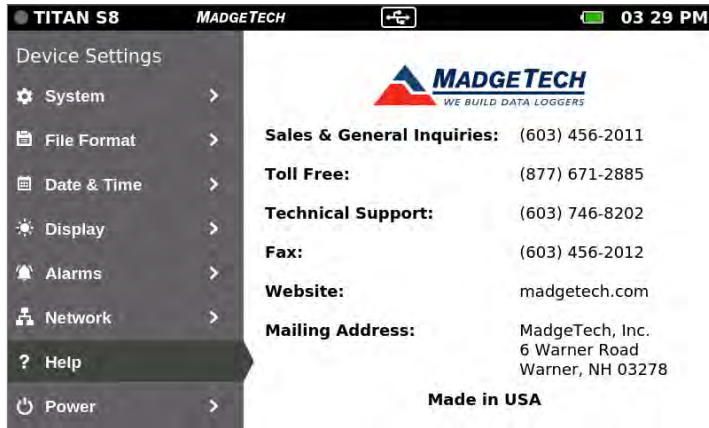 TITAN S8 MADGETECH 03 29 PM
Device Settings
System
File Format
Date & Time
Display
Alarms
Network
? Help
Power
MADGETECH
WE BUILD DATA LOGGERS
Sales & General Inquiries: (603) 456-2011
Toll Free: (877) 671-2885
Technical Support: (603) 746-8202
Fax: (603) 456-2012
Website: madgetech.com
Mailing Address: MadgeTech, Inc.
6 Warner Road
Warner, NH 03278
Made in USA